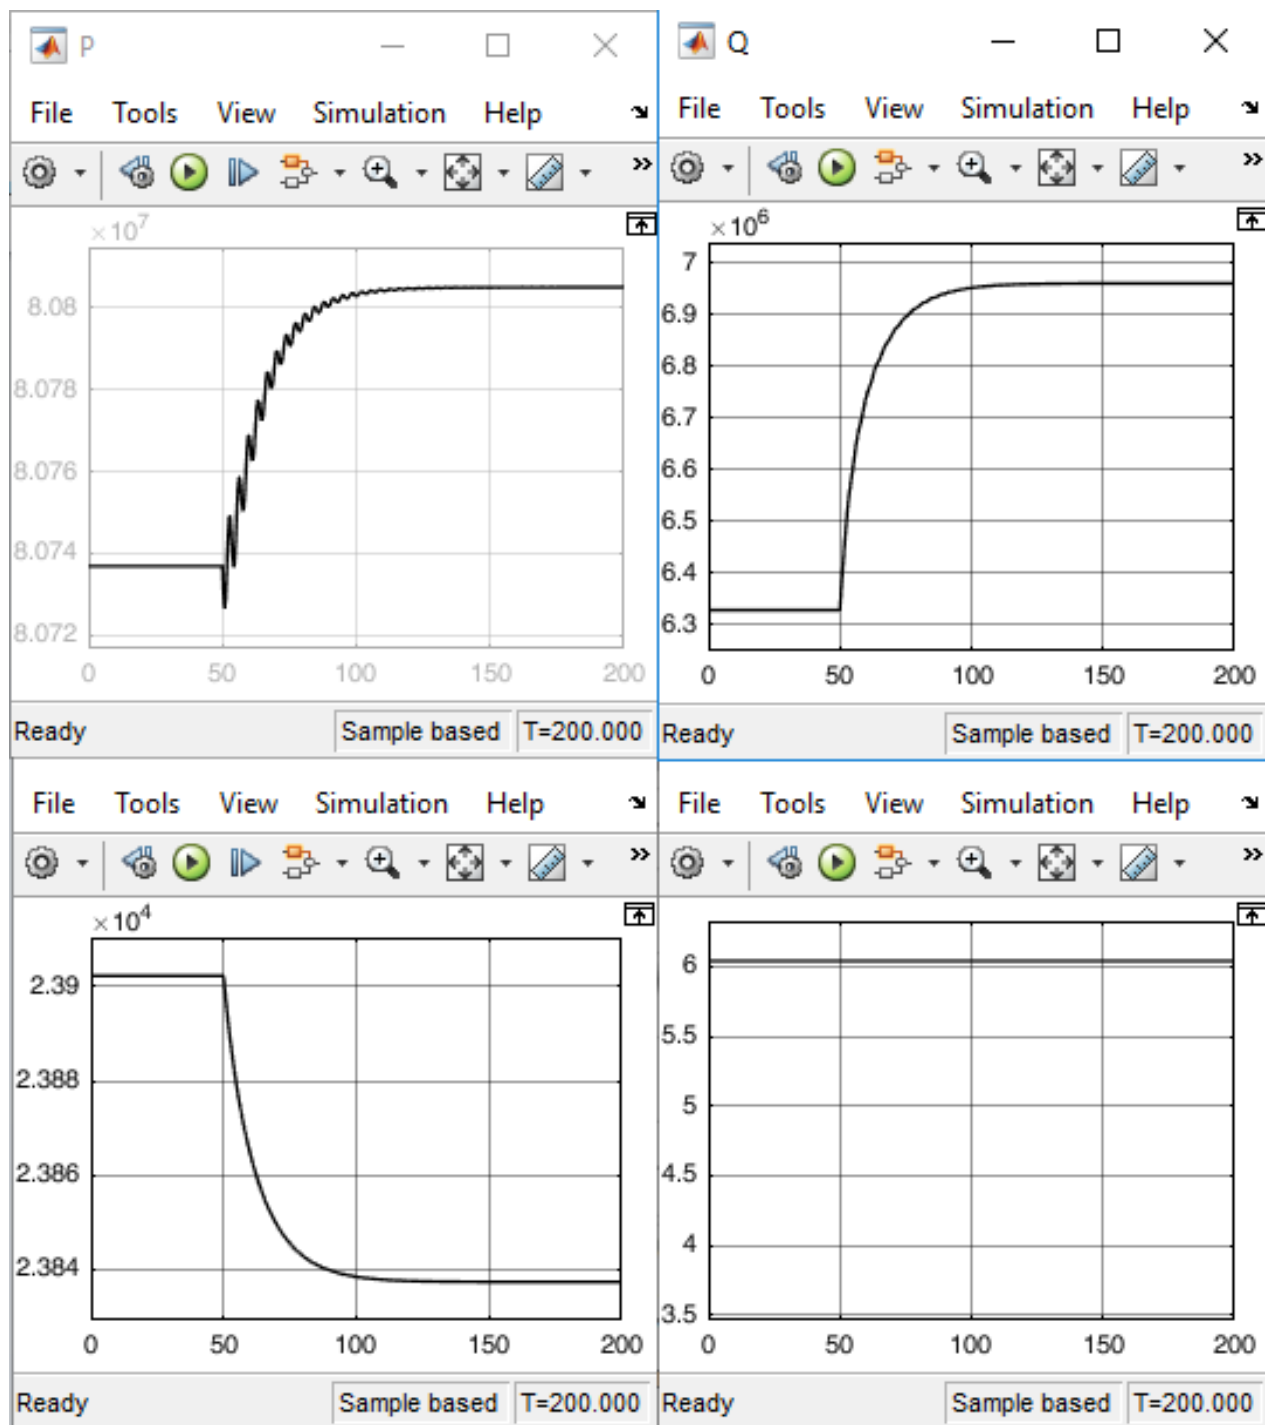 P
File Tools View Simulation Help
×10^7
8.08
8.078
8.076
8.074
8.072
0 50 100 150 200
Ready Sample based T=200.000
Q
File Tools View Simulation Help
×10^6
7
6.9
6.8
6.7
6.6
6.5
6.4
6.3
0 50 100 150 200
Ready Sample based T=200.000
File Tools View Simulation Help
×10^4
2.39
2.388
2.386
2.384
0 50 100 150 200
Ready Sample based T=200.000
File Tools View Simulation Help
6
5.5
5
4.5
4
3.5
0 50 100 150 200
Ready Sample based T=200.000